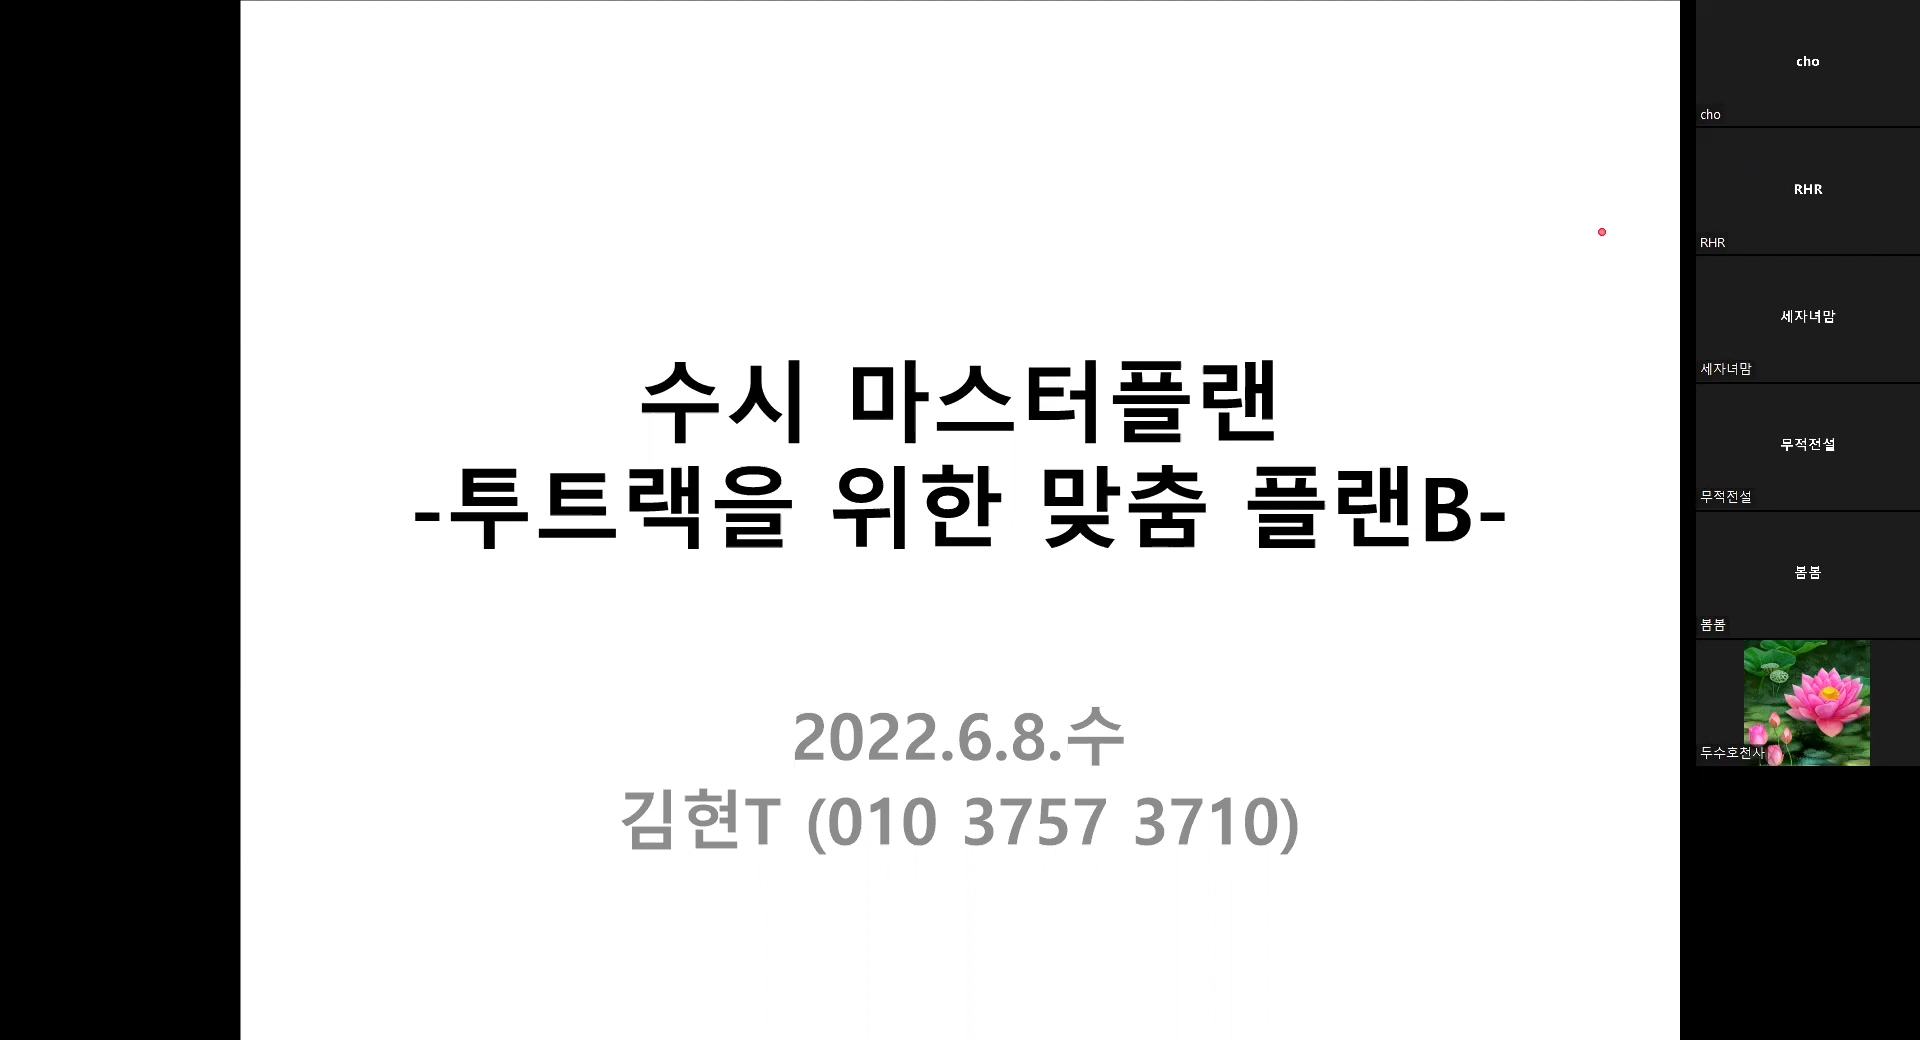 수시 마스터플랜
-투트랙을 위한 맞춤 플랜B-
2022.6.8.수
김현T (010 3757 3710)
cho
cho
RHR
RHR
세자녀맘
세자녀맘
무적전설
무적전설
봄봄
봄봄
두수호천사